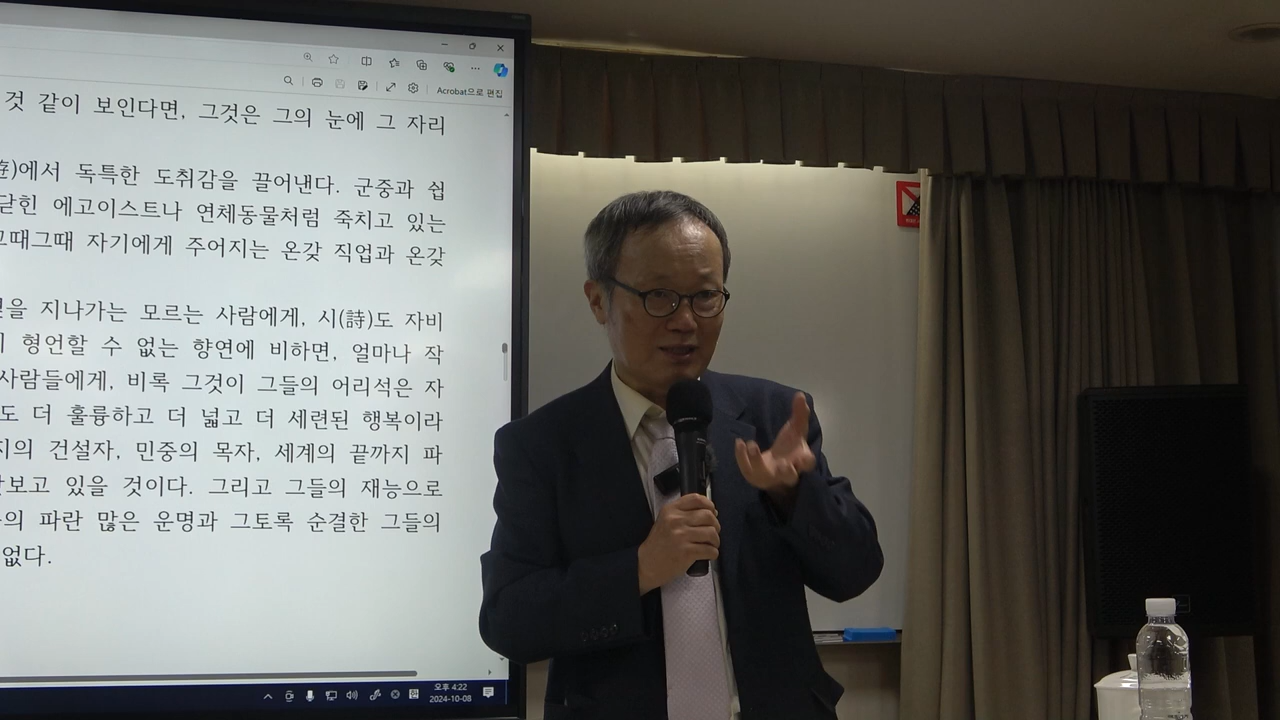 Acrobat으로 편집
것 같이 보인다면, 그것은 그의 눈에 그 자리
)에서 독특한 도취감을 끌어낸다. 군중과 쉽
닫힌 에고이스트나 연체동물처럼 죽치고 있는
그때그때 자기에게 주어지는 온갖 직업과 온갖
을 지나가는 모르는 사람에게, 시(詩)도 자비
형언할 수 없는 향연에 비하면, 얼마나 작
사람들에게, 비록 그것이 그들의 어리석은 자
도 더 훌륭하고 더 넓고 더 세련된 행복이라
지의 건설자, 민중의 목자, 세계의 끝까지 파
보고 있을 것이다. 그리고 그들의 재능으로
의 파란 많은 운명과 그토록 순결한 그들의
없다.
오후 4:22
2024-10-08